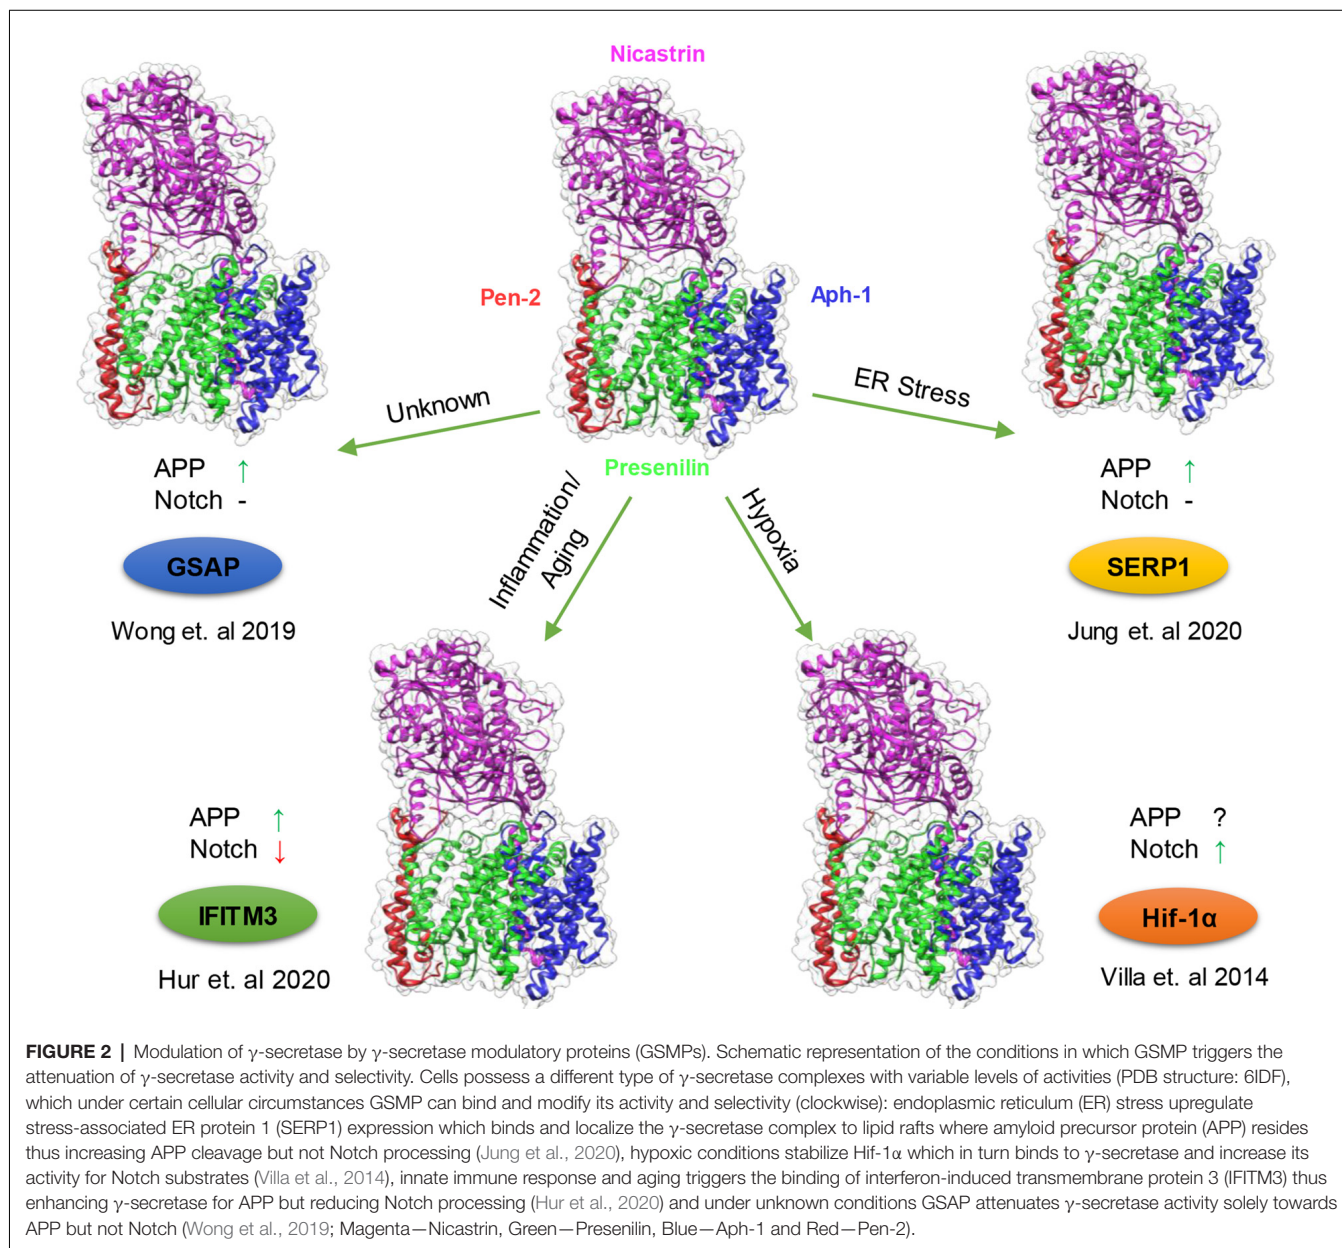 Nicastrin
Pen-2
Aph-1
Presenilin
Unknown
ER Stress
Inflammation/
Aging
Hypoxia
APP ↑
Notch -
GSAP
Wong et. al 2019
APP ↑
Notch -
SERP1
Jung et. al 2020
APP ↑
Notch ↓
IFITM3
Hur et. al 2020
APP ?
Notch ↑
Hif-1α
Villa et. al 2014
FIGURE 2 | Modulation of γ-secretase by γ-secretase modulatory proteins (GSMPs). Schematic representation of the conditions in which GSMP triggers the
attenuation of γ-secretase activity and selectivity. Cells possess a different type of γ-secretase complexes with variable levels of activities (PDB structure: 6IDF),
which under certain cellular circumstances GSMP can bind and modify its activity and selectivity (clockwise): endoplasmic reticulum (ER) stress upregulate
stress-associated ER protein 1 (SERP1) expression which binds and localize the γ-secretase complex to lipid rafts where amyloid precursor protein (APP) resides
thus increasing APP cleavage but not Notch processing (Jung et al., 2020), hypoxic conditions stabilize Hif-1α which in turn binds to γ-secretase and increase its
activity for Notch substrates (Villa et al., 2014), innate immune response and aging triggers the binding of interferon-induced transmembrane protein 3 (IFITM3) thus
enhancing γ-secretase for APP but reducing Notch processing (Hur et al., 2020) and under unknown conditions GSAP attenuates γ-secretase activity solely towards
APP but not Notch (Wong et al., 2019; Magenta—Nicastrin, Green—Presenilin, Blue—Aph-1 and Red—Pen-2).